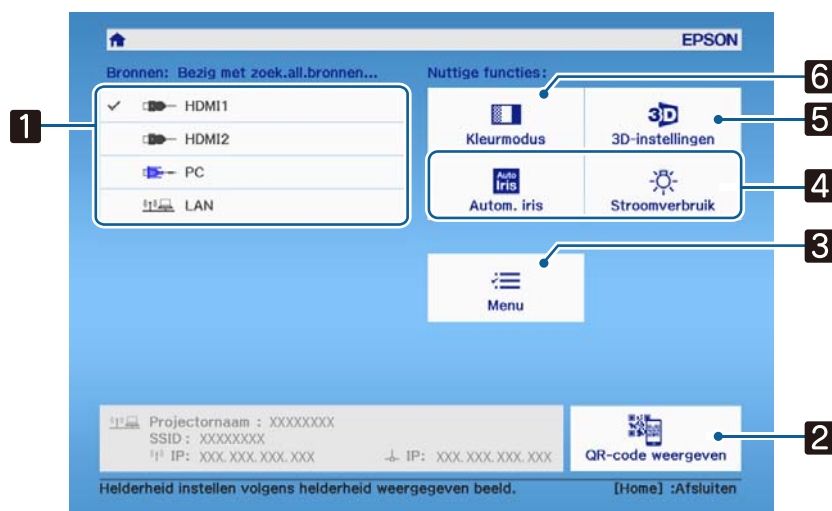 EPSON
Bronnen: Bezig met zoek.all.bronnen...
HDMI1
HDMI2
PC
LAN
1
Nuttige functies:
Kleurmodus
3D
3D-instellingen
Auto
Iris
Autom. iris
Stroomverbruik
6
5
4
Menu
3
Projectornaam : XXXXXXXX
SSID : XXXXXXXX
IP: XXX.XXX.XXX.XXX IP: XXX.XXX.XXX.XXX
QR-code weergeven
2
Helderheid instellen volgens helderheid weergegeven beeld. [Home] :Afsluiten